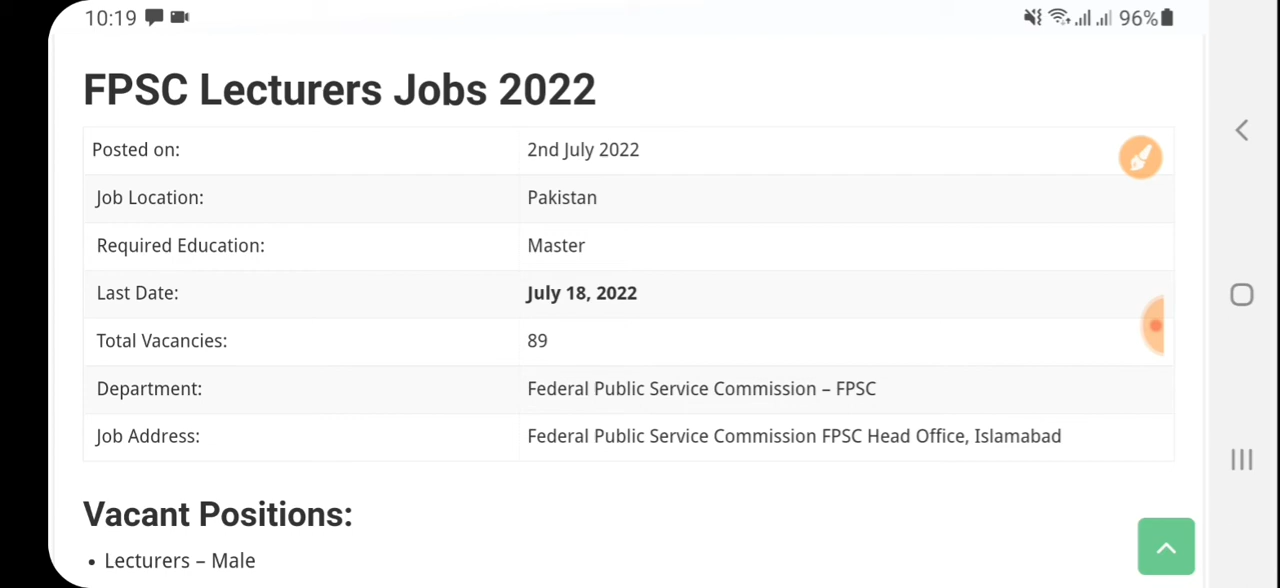 10:19 96%
FPSC Lecturers Jobs 2022
Posted on: 2nd July 2022
Job Location: Pakistan
Required Education: Master
Last Date: July 18, 2022
Total Vacancies: 89
Department: Federal Public Service Commission – FPSC
Job Address: Federal Public Service Commission FPSC Head Office, Islamabad
Vacant Positions:
• Lecturers – Male